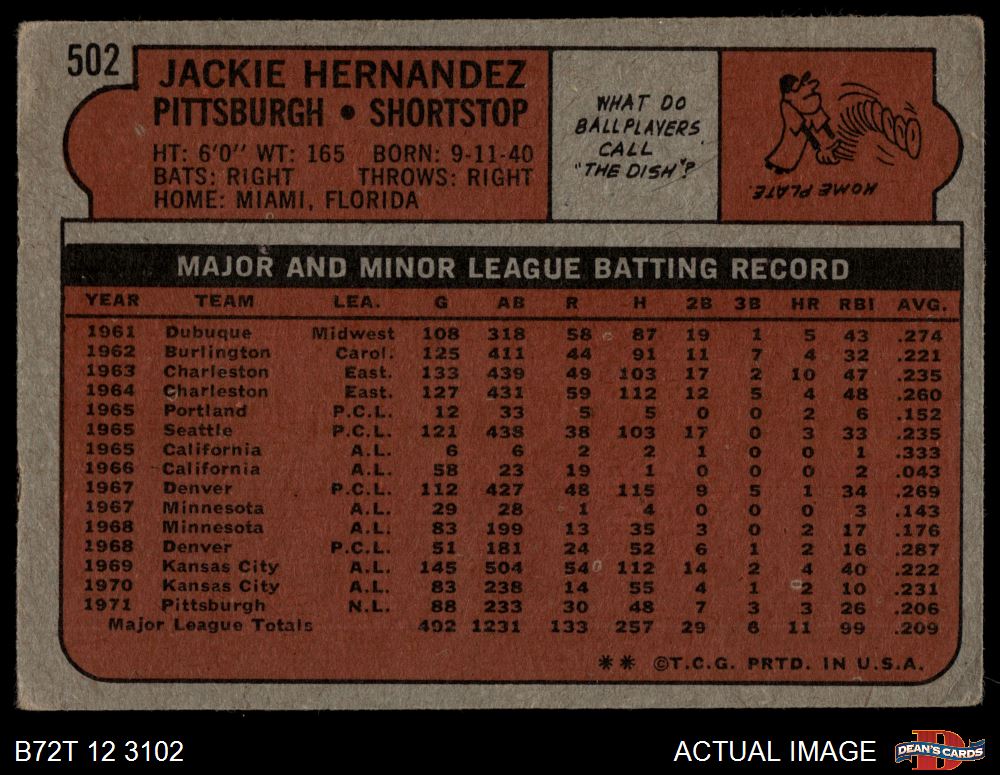 502
JACKIE HERNANDEZ
PITTSBURGH • SHORTSTOP
HT: 6'0" WT: 165 BORN: 9-11-40
BATS: RIGHT THROWS: RIGHT
HOME: MIAMI, FLORIDA
WHAT DO
BALLPLAYERS
CALL
"THE DISH"?
HOME PLATE.
MAJOR AND MINOR LEAGUE BATTING RECORD
YEAR TEAM LEA. G AB R H 2B 3B HR RBI AVG.
1961 Dubuque Midwest 108 318 58 87 19 1 5 43 .274
1962 Burlington Carol. 125 411 44 91 11 7 4 32 .221
1963 Charleston East. 133 439 49 103 17 2 10 47 .235
1964 Charleston East. 127 431 59 112 12 5 4 48 .260
1965 Portland P.C.L. 12 33 5 5 0 0 2 6 .152
1965 Seattle P.C.L. 121 438 38 103 17 0 3 33 .235
1965 California A.L. 6 6 2 2 1 0 0 1 .333
1966 California A.L. 58 23 19 1 0 0 0 2 .043
1967 Denver P.C.L. 112 427 48 115 9 5 1 34 .269
1967 Minnesota A.L. 29 28 1 4 0 0 0 3 .143
1968 Minnesota A.L. 83 199 13 35 3 0 2 17 .176
1968 Denver P.C.L. 51 181 24 52 6 1 2 16 .287
1969 Kansas City A.L. 145 504 54 112 14 2 4 40 .222
1970 Kansas City A.L. 83 238 14 55 4 1 2 10 .231
1971 Pittsburgh N.L. 88 233 30 48 7 3 3 26 .206
Major League Totals 492 1231 133 257 29 6 11 99 .209
** ©T.C.G. PRTD. IN U.S.A.
B72T 12 3102
ACTUAL IMAGE
DEAN'S CARDS